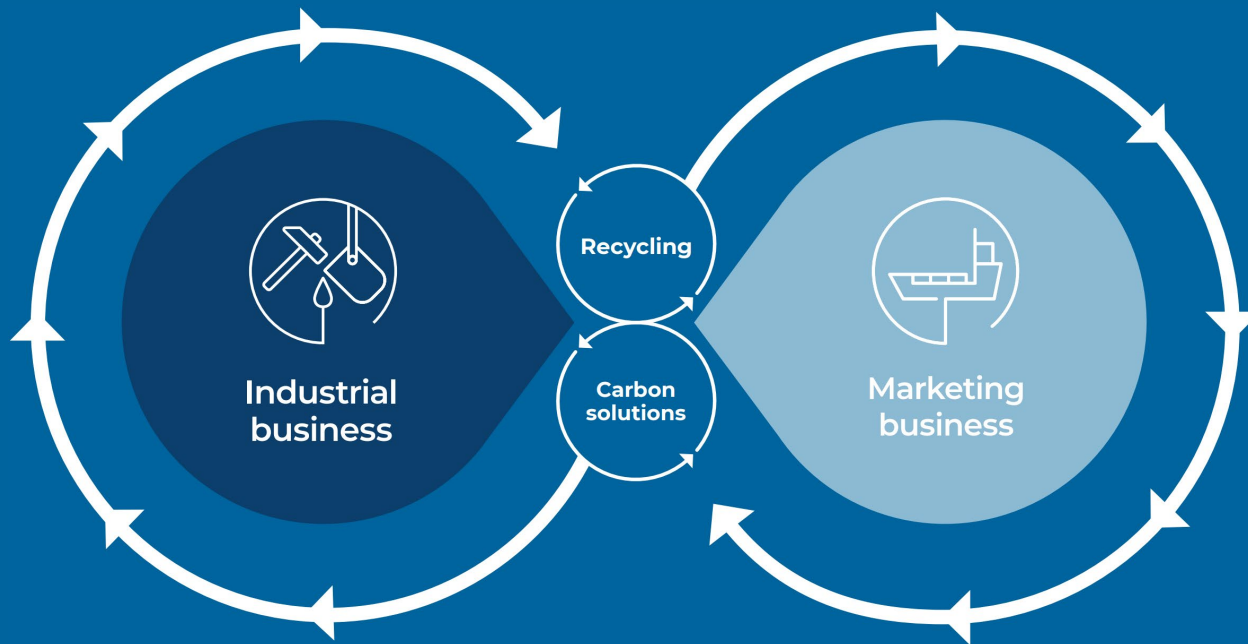 Industrial
business
Recycling
Carbon
solutions
Marketing
business